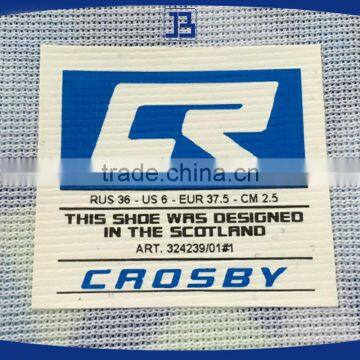 JB
CR
trade.china.cn
RUS 36 - US 6 - EUR 37.5 - CM 2.5
THIS SHOE WAS DESIGNED
IN THE SCOTLAND
ART. 324239/01#1
CROSBY